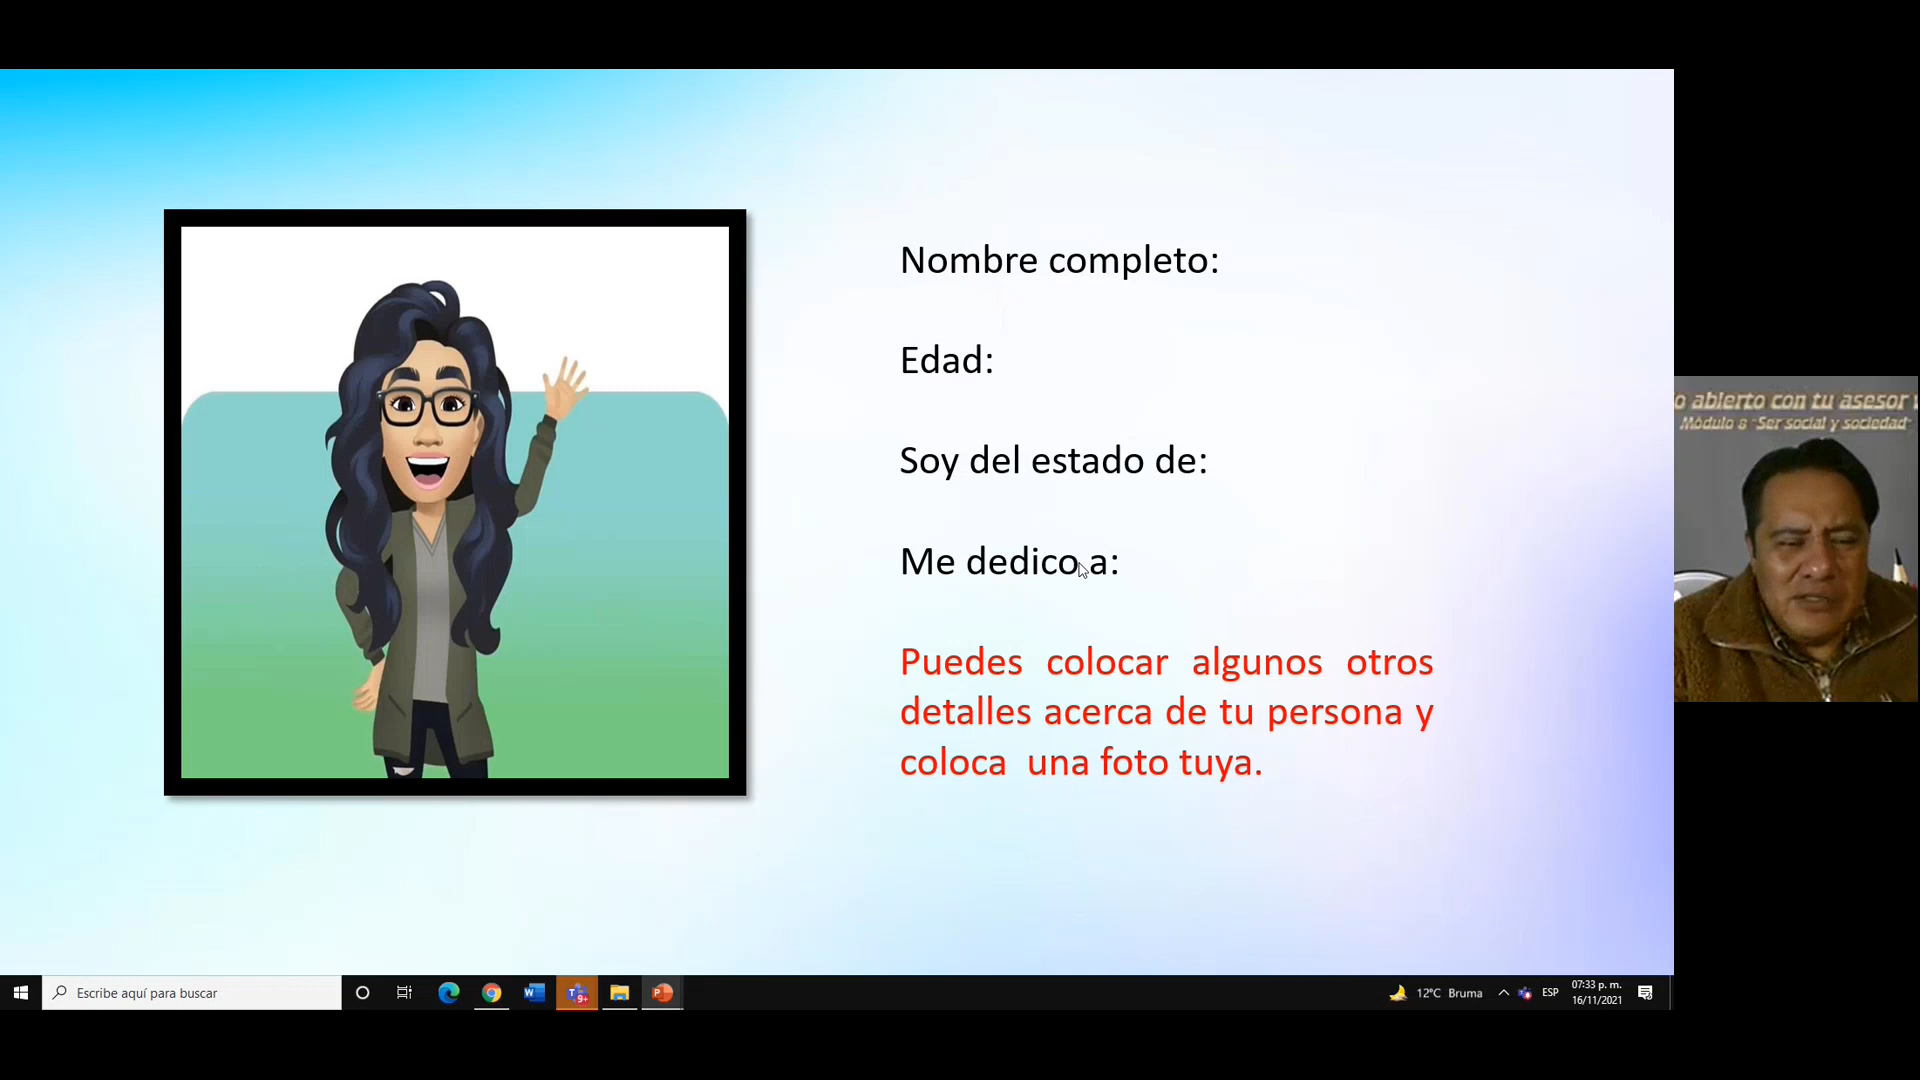 Nombre completo:
Edad:
Soy del estado de:
Me dedico a:
Puedes colocar algunos otros
detalles acerca de tu persona y
coloca una foto tuya.
o abierto con tu asesor
Módulo 8 "Ser social y sociedad"
Escribe aquí para buscar
9+
12°C Bruma
ESP
07:33 p. m.
16/11/2021